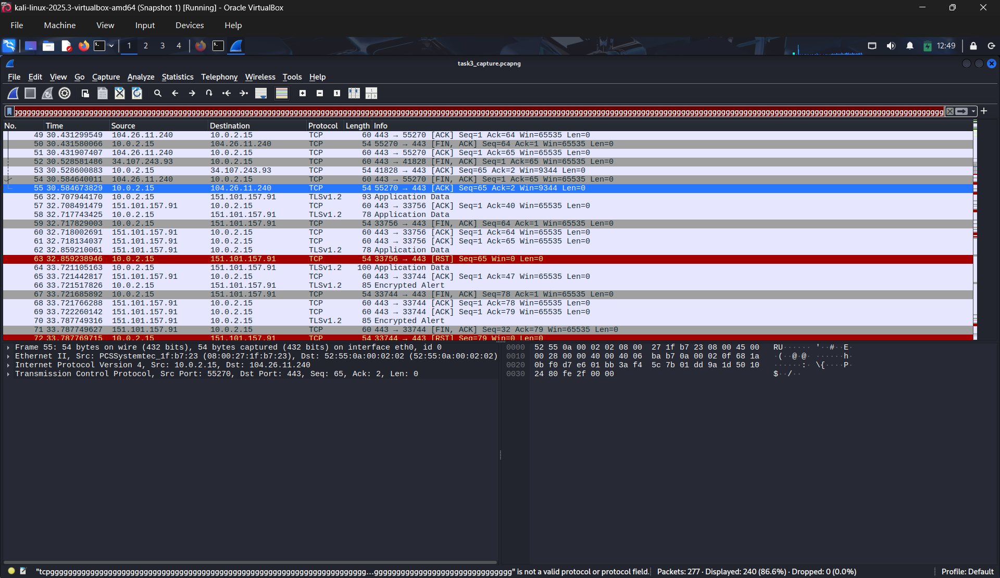 kali-linux-2025.3-virtualbox-amd64 (Snapshot 1) [Running] - Oracle VirtualBox
File Machine View Input Devices Help
1 2 3 4 12:49
task3_capture.pcapng
File Edit View Go Capture Analyze Statistics Telephony Wireless Tools Help
No. Time Source Destination Protocol Length Info
49 30.431299549 104.26.11.240 10.0.2.15 TCP 60 443 → 55270 [ACK] Seq=1 Ack=64 Win=65535 Len=0
50 30.431580066 10.0.2.15 104.26.11.240 TCP 54 55270 → 443 [FIN, ACK] Seq=64 Ack=1 Win=65535 Len=0
51 30.431907407 104.26.11.240 10.0.2.15 TCP 60 443 → 55270 [ACK] Seq=1 Ack=65 Win=65535 Len=0
52 30.528581486 34.107.243.93 10.0.2.15 TCP 60 443 → 41828 [FIN, ACK] Seq=1 Ack=65 Win=65535 Len=0
53 30.528600883 10.0.2.15 34.107.243.93 TCP 54 41828 → 443 [ACK] Seq=65 Ack=2 Win=9344 Len=0
54 30.584640011 104.26.11.240 10.0.2.15 TCP 60 443 → 55270 [FIN, ACK] Seq=1 Ack=65 Win=65535 Len=0
55 30.584673829 10.0.2.15 104.26.11.240 TCP 54 55270 → 443 [ACK] Seq=65 Ack=2 Win=9344 Len=0
56 32.707944170 10.0.2.15 151.101.157.91 TLSv1.2 93 Application Data
57 32.708491479 151.101.157.91 10.0.2.15 TCP 60 443 → 33756 [ACK] Seq=1 Ack=40 Win=65535 Len=0
58 32.717743425 10.0.2.15 151.101.157.91 TLSv1.2 78 Application Data
59 32.717829003 10.0.2.15 151.101.157.91 TCP 54 33756 → 443 [FIN, ACK] Seq=64 Ack=1 Win=65535 Len=0
60 32.718002691 151.101.157.91 10.0.2.15 TCP 60 443 → 33756 [ACK] Seq=1 Ack=64 Win=65535 Len=0
61 32.718134037 151.101.157.91 10.0.2.15 TCP 60 443 → 33756 [ACK] Seq=1 Ack=65 Win=65535 Len=0
62 32.859210061 151.101.157.91 10.0.2.15 TLSv1.2 78 Application Data
63 32.859238946 10.0.2.15 151.101.157.91 TCP 54 33756 → 443 [RST] Seq=65 Win=0 Len=0
64 33.721105163 10.0.2.15 151.101.157.91 TLSv1.2 100 Application Data
65 33.721442817 151.101.157.91 10.0.2.15 TCP 60 443 → 33744 [ACK] Seq=1 Ack=47 Win=65535 Len=0
66 33.721517826 10.0.2.15 151.101.157.91 TLSv1.2 85 Encrypted Alert
67 33.721685892 10.0.2.15 151.101.157.91 TCP 54 33744 → 443 [FIN, ACK] Seq=78 Ack=1 Win=65535 Len=0
68 33.721766288 151.101.157.91 10.0.2.15 TCP 60 443 → 33744 [ACK] Seq=1 Ack=78 Win=65535 Len=0
69 33.722260142 151.101.157.91 10.0.2.15 TCP 60 443 → 33744 [ACK] Seq=1 Ack=79 Win=65535 Len=0
70 33.787749316 151.101.157.91 10.0.2.15 TLSv1.2 85 Encrypted Alert
71 33.787749627 151.101.157.91 10.0.2.15 TCP 60 443 → 33744 [FIN, ACK] Seq=32 Ack=79 Win=65535 Len=0
72 33.787769715 10.0.2.15 151.101.157.91 TCP 54 33744 → 443 [RST] Seq=79 Win=0 Len=0
Frame 55: 54 bytes on wire (432 bits), 54 bytes captured (432 bits) on interface eth0, id 0
Ethernet II, Src: PCSSystemtec_1f:b7:23 (08:00:27:1f:b7:23), Dst: 52:55:0a:00:02:02 (52:55:0a:00:02:02)
Internet Protocol Version 4, Src: 10.0.2.15, Dst: 104.26.11.240
Transmission Control Protocol, Src Port: 55270, Dst Port: 443, Seq: 65, Ack: 2, Len: 0
0000 52 55 0a 00 02 02 08 00 27 1f b7 23 08 00 45 00 RU······ '··#··E·
0010 00 28 00 00 40 00 40 06 ba b7 0a 00 02 0f 68 1a ·(··@·@· ······h·
0020 0b f0 d7 e6 01 bb 3a f4 5c 7b 01 dd 9a 1d 50 10 ······:· \{····P·
0030 24 80 fe 2f 00 00 $··/··
is not a valid protocol or protocol field. Packets: 277 · Displayed: 240 (86.6%) · Dropped: 0 (0.0%) Profile: Default